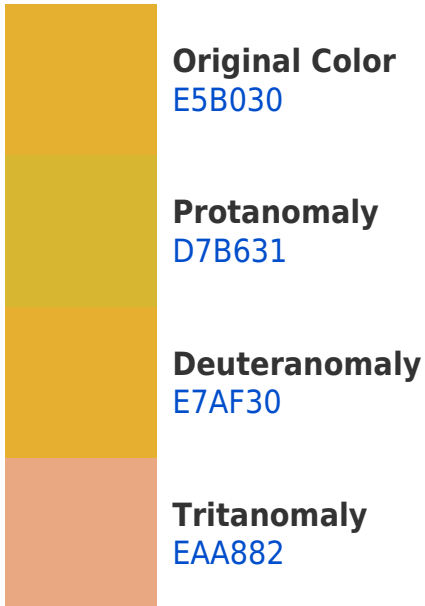 Original Color
E5B030
Protanomaly
D7B631
Deuteranomaly
E7AF30
Tritanomaly
EAA882